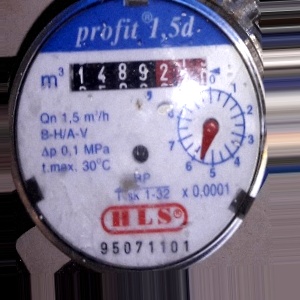 profit® 1,5d
m³ 1 4 8 9 2
Qn 1,5 m³/h
B-H/A-V
Δp 0,1 MPa
t.max. 30°C
x 0,0001
HLS®
95071101